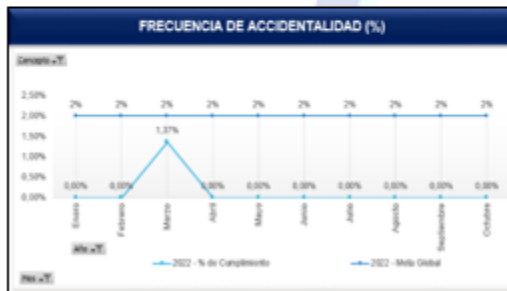 FRECUENCIA DE ACCIDENTALIDAD (%)
Concepto
2,50%
2,00%
1,50%
1,00%
0,50%
0,00%
2% 2% 2% 2% 2% 2% 2% 2% 2% 2%
1,37%
0,00% 0,00% 0,00% 0,00% 0,00% 0,00% 0,00% 0,00% 0,00%
Enero Febrero Marzo Abril Mayo Junio Julio Agosto Septiembre Octubre
Año
2022 - % de Cumplimiento 2022 - Meta Global
Mes